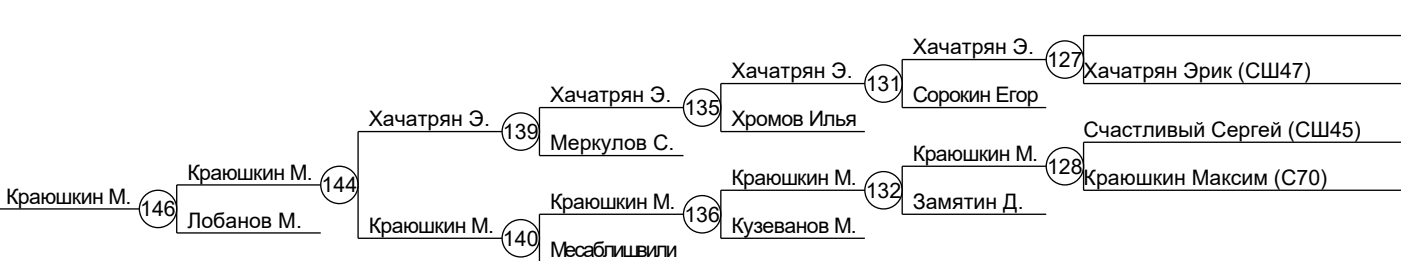 Хачатрян Э.
127
Хачатрян Эрик (СШ47)
Хачатрян Э.
131
Сорокин Егор
Хачатрян Э.
135
Хромов Илья
Хачатрян Э.
139
Меркулов С.
Счастливый Сергей (СШ45)
Краюшкин М.
128
Краюшкин Максим (С70)
Краюшкин М.
132
Замятин Д.
Краюшкин М.
136
Кузеванов М.
Краюшкин М.
140
Месаблишвили
Краюшкин М.
144
Краюшкин М.
146
Лобанов М.